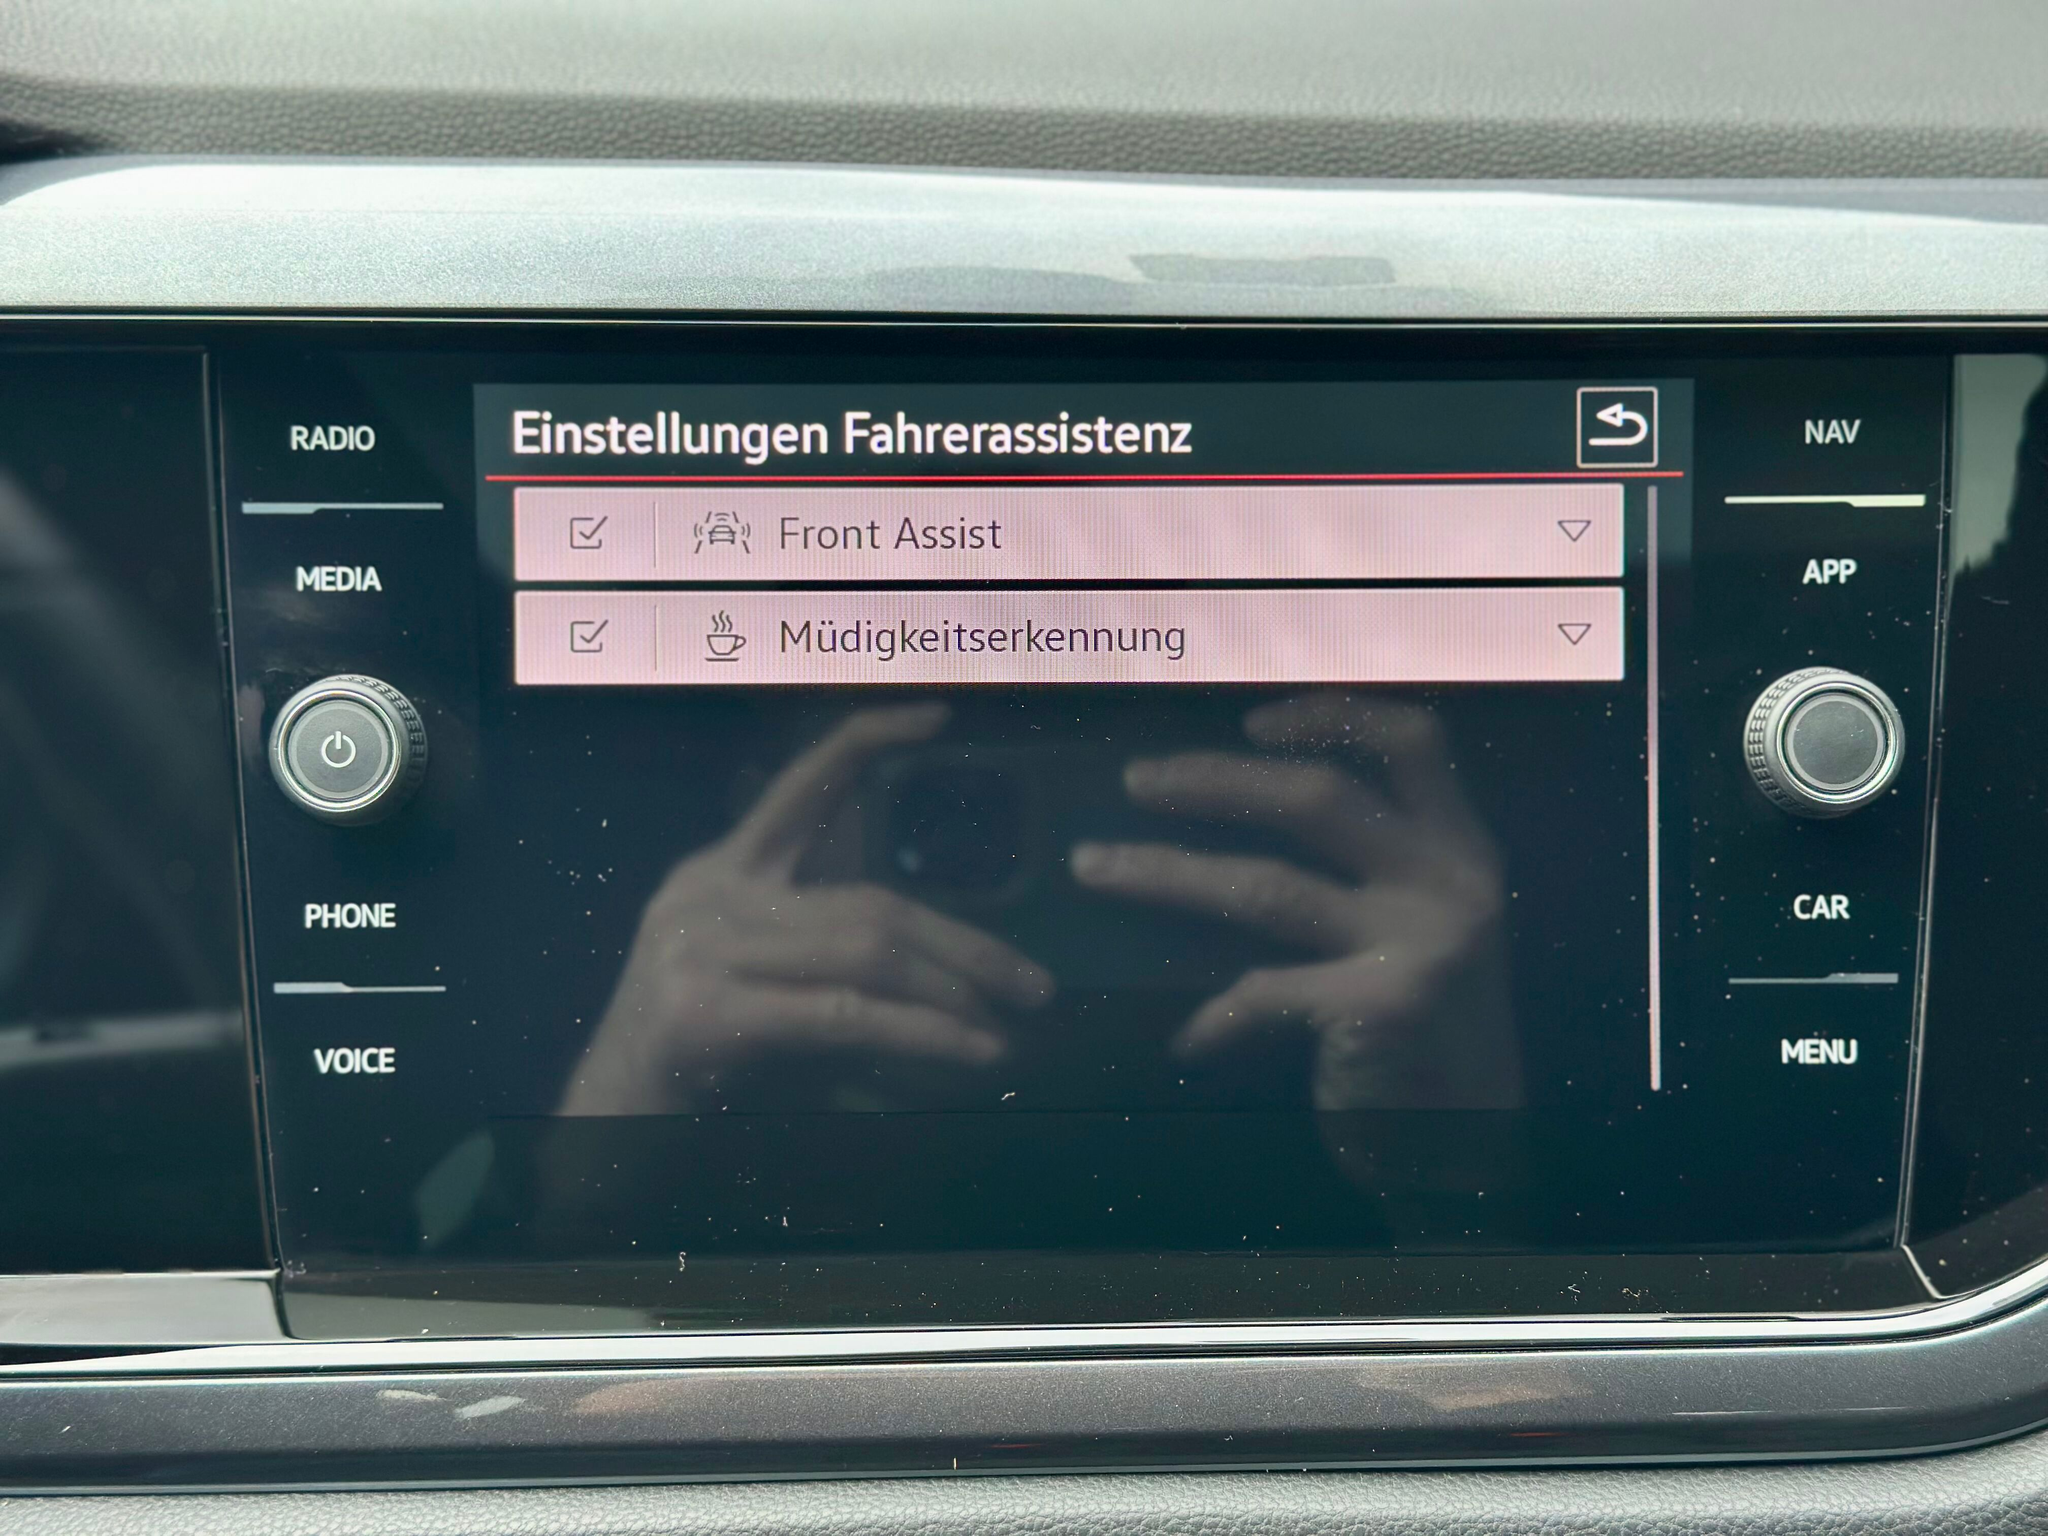 RADIO
MEDIA
PHONE
VOICE
Einstellungen Fahrerassistenz
Front Assist
Müdigkeitserkennung
NAV
APP
CAR
MENU